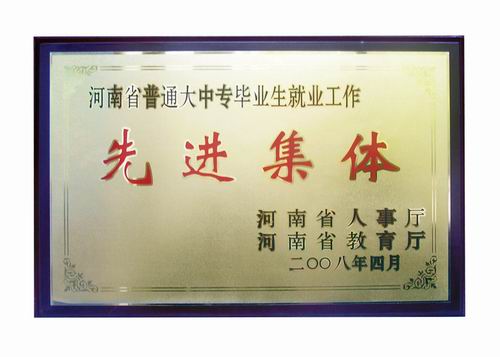 河南省普通大中专毕业生就业工作
先进集体
河南省人事厅
河南省教育厅
二〇〇八年四月